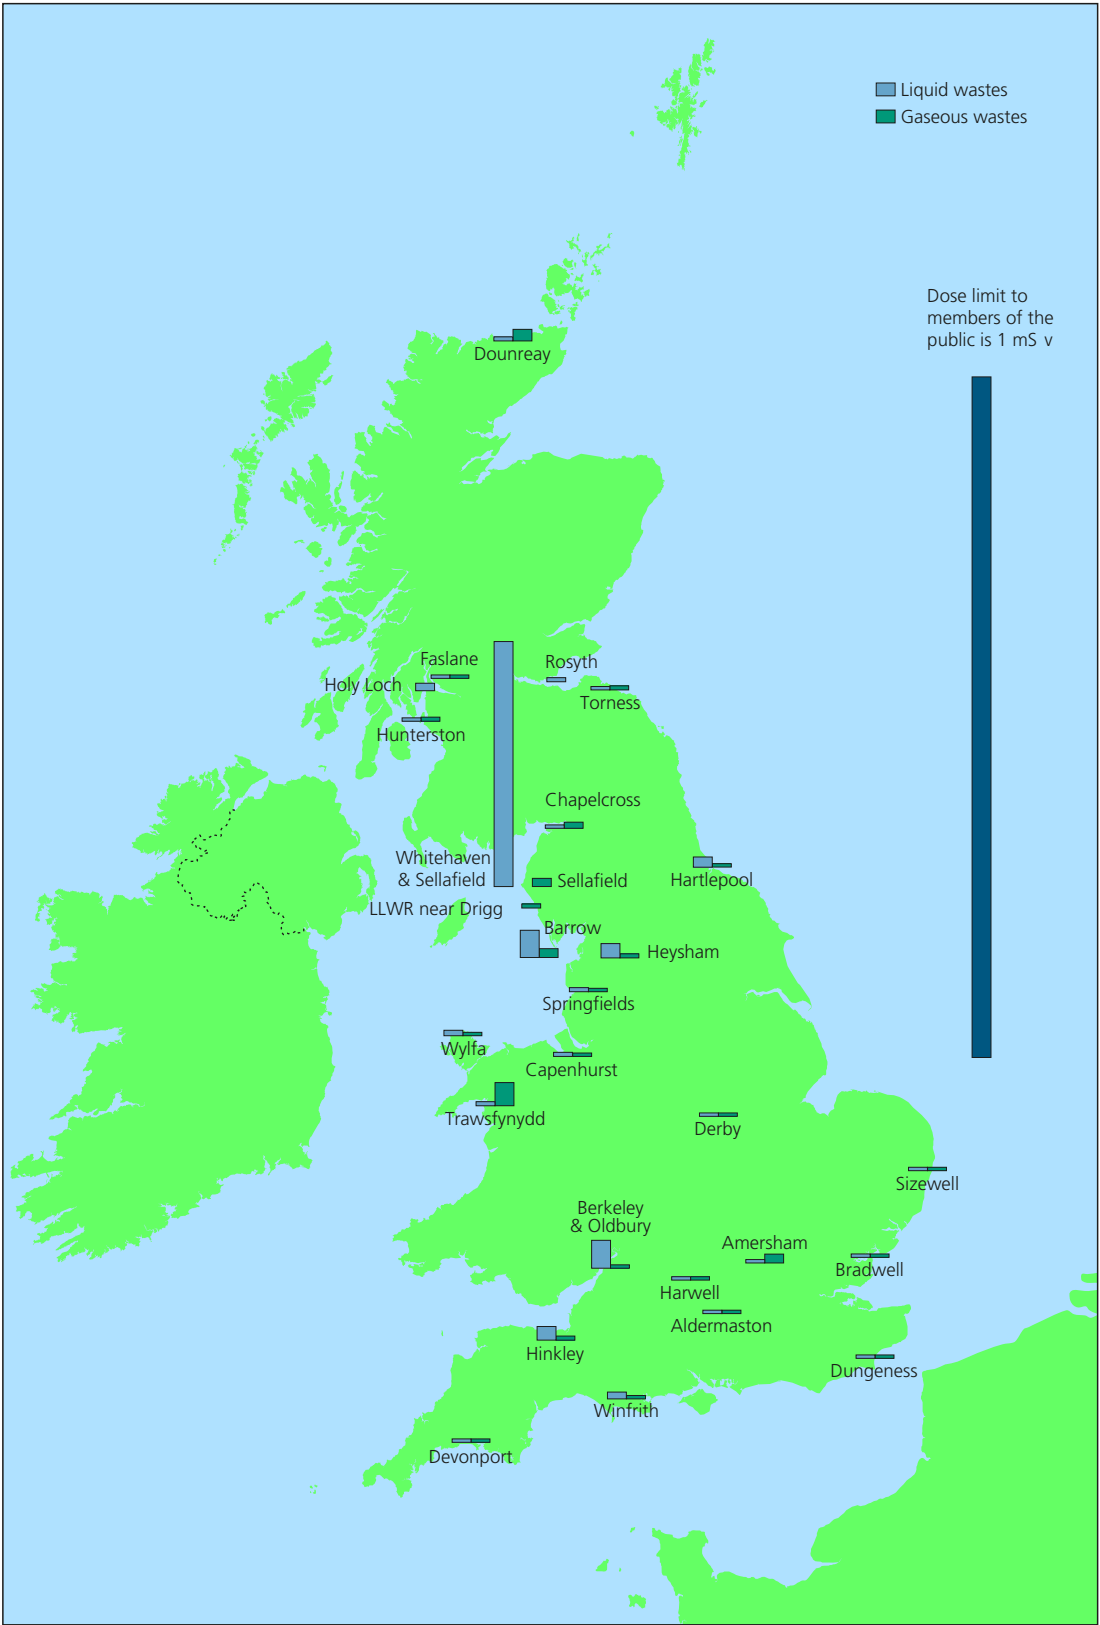 Liquid wastes
Gaseous wastes
Dose limit to
members of the
public is 1 mS v
Dounreay
Faslane
Rosyth
Holy Loch
Torness
Hunterston
Chapelcross
Whitehaven
& Sellafield
Sellafield
Hartlepool
LLWR near Drigg
Barrow
Heysham
Springfields
Wylfa
Capenhurst
Trawsfynydd
Derby
Sizewell
Berkeley
& Oldbury
Amersham
Bradwell
Harwell
Aldermaston
Hinkley
Dungeness
Winfrith
Devonport